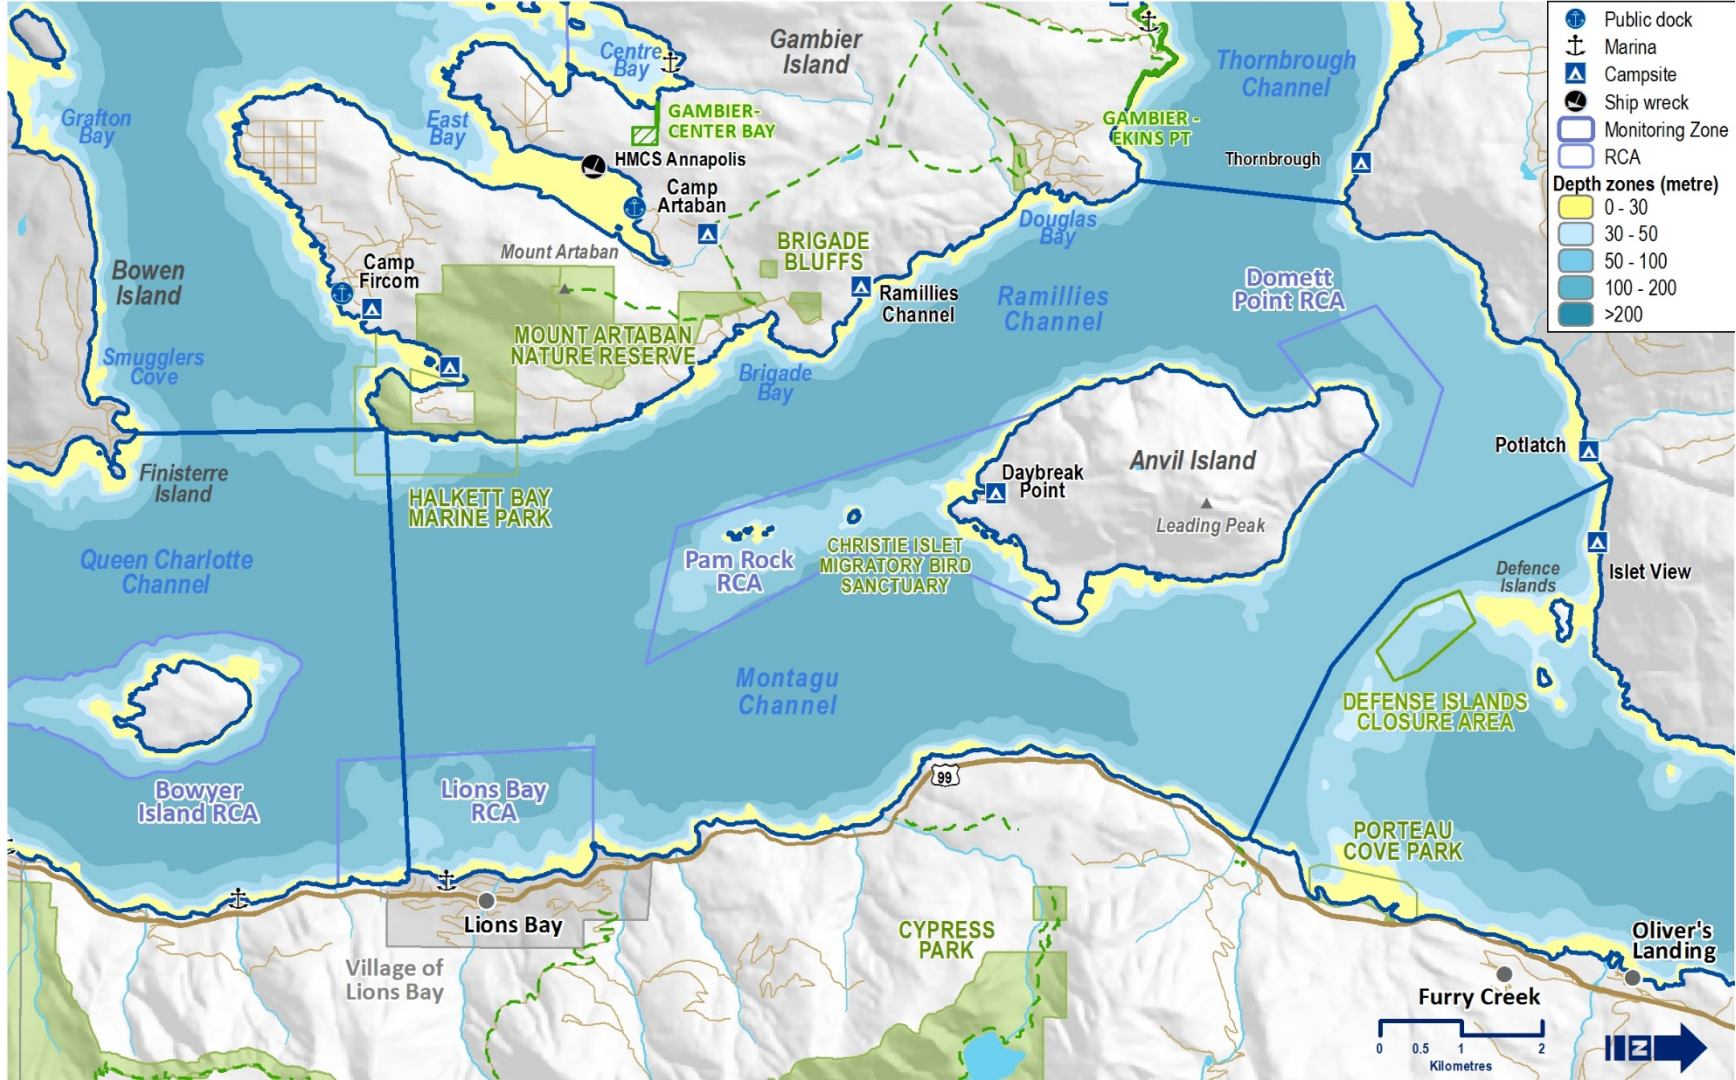 Gambier
Island
Centre
Bay
Thornbrough
Channel
Grafton
Bay
East
Bay
GAMBIER-
CENTER BAY
GAMBIER -
EKINS PT
HMCS Annapolis
Thornbrough
Camp
Artaban
Douglas
Bay
BRIGADE
BLUFFS
Mount Artaban
Bowen
Island
Camp
Fircom
Ramillies
Channel
Ramillies
Channel
Domett
Point RCA
MOUNT ARTABAN
NATURE RESERVE
Smugglers
Cove
Brigade
Bay
Finisterre
Island
HALKETT BAY
MARINE PARK
Daybreak
Point
Anvil Island
Leading Peak
Potlatch
Queen Charlotte
Channel
Pam Rock
RCA
CHRISTIE ISLET
MIGRATORY BIRD
SANCTUARY
Defence
Islands
Islet View
Montagu
Channel
DEFENSE ISLANDS
CLOSURE AREA
Bowyer
Island RCA
Lions Bay
RCA
99
PORTEAU
COVE PARK
Lions Bay
Village of
Lions Bay
CYPRESS
PARK
Oliver's
Landing
Furry Creek
Public dock
Marina
Campsite
Ship wreck
Monitoring Zone
RCA
Depth zones (metre)
0 - 30
30 - 50
50 - 100
100 - 200
>200
0 0.5 1 2
Kilometres
N